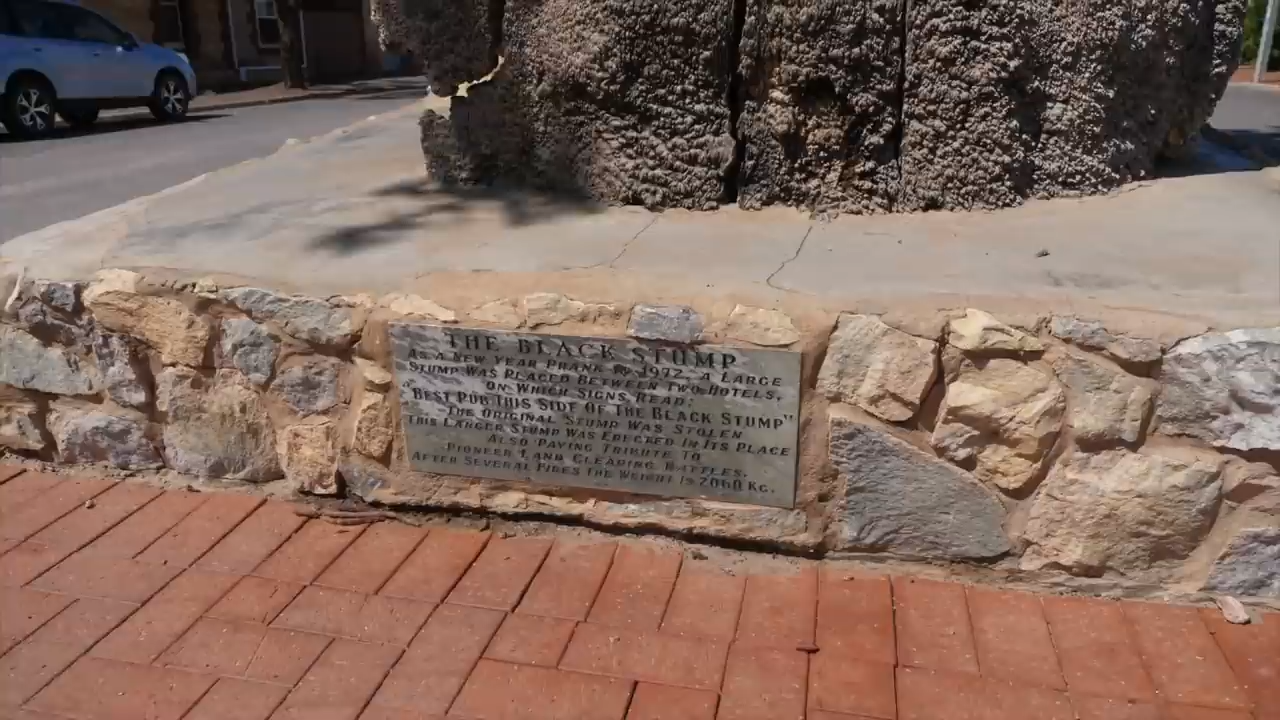 THE BLACK STUMP
AS A NEW YEAR PRANK IN 1972, A LARGE
STUMP WAS PLACED BETWEEN TWO HOTELS,
ON WHICH SIGNS READ:
"BEST PUB THIS SIDE OF THE BLACK STUMP"
THE ORIGINAL STUMP WAS STOLEN
THIS LARGER STUMP WAS ERECTED IN ITS PLACE
ALSO PAYING TRIBUTE TO
PIONEER LAND CLEARING BATTLES.
AFTER SEVERAL FIRES THE WEIGHT IS 2060 KG.